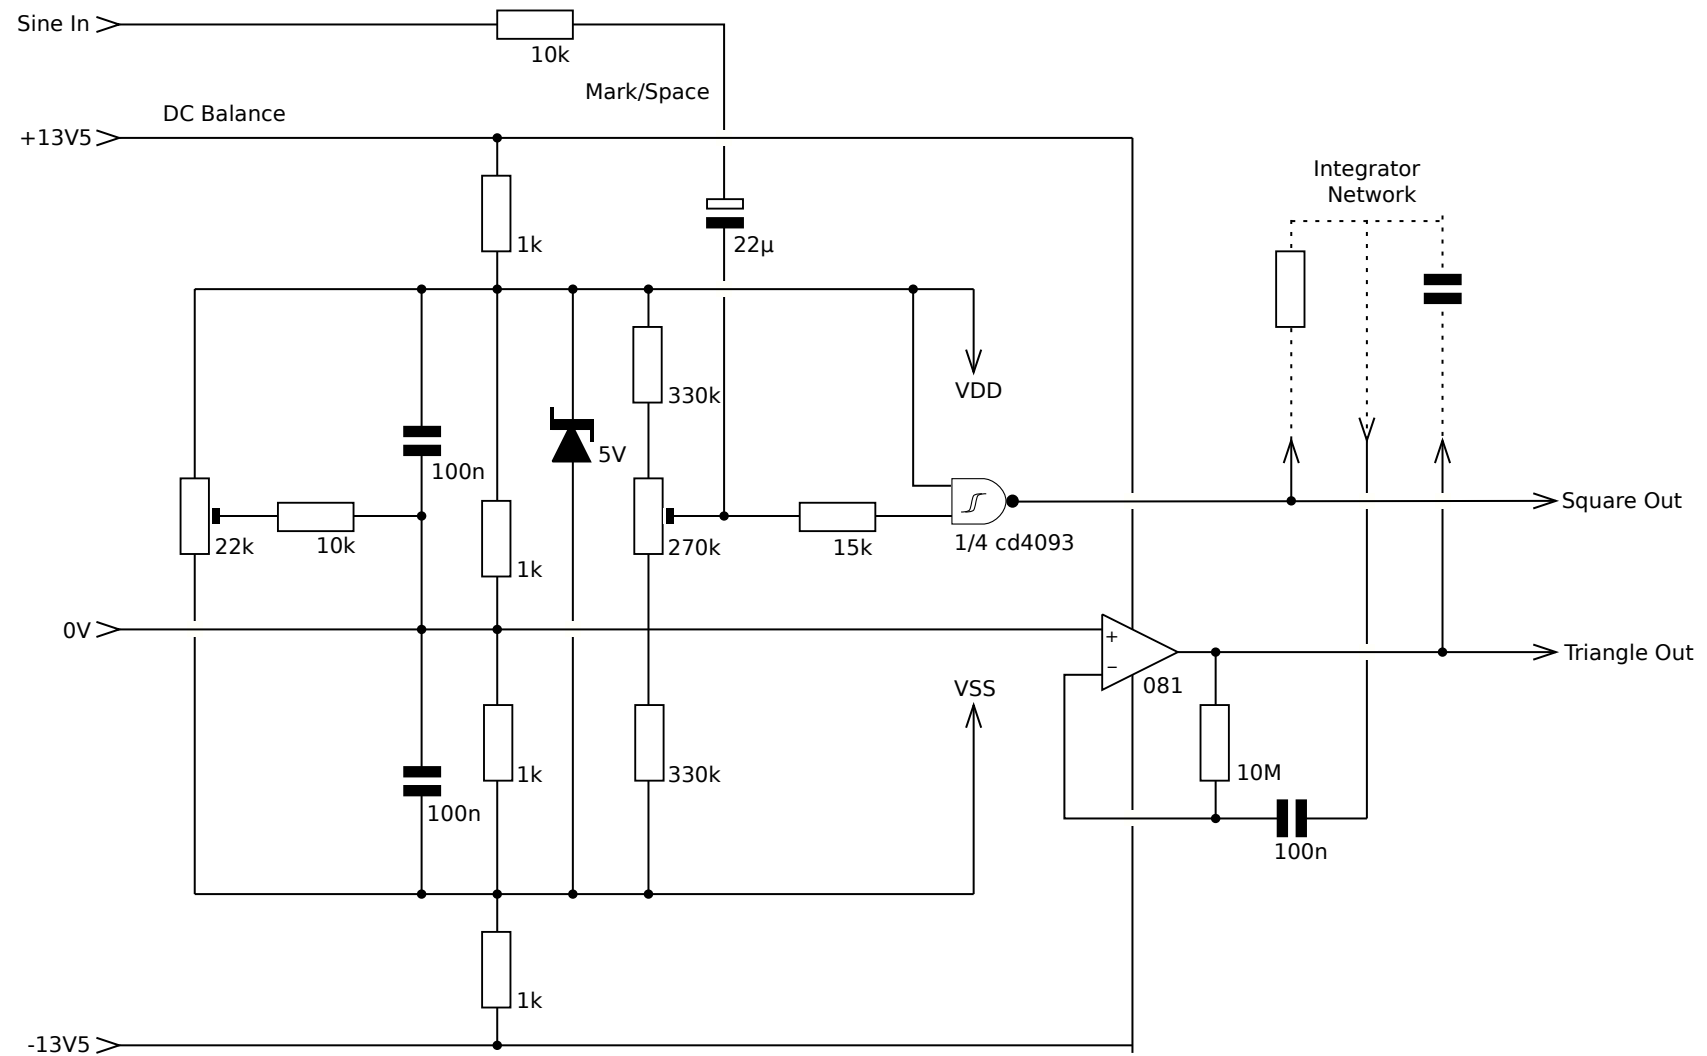 Sine In
10k
Mark/Space
DC Balance
+13V5
Integrator
Network
1k
22µ
VDD
330k
5V
100n
Square Out
22k
10k
270k
15k
1/4 cd4093
1k
0V
+
−
Triangle Out
VSS
081
1k
330k
10M
100n
100n
1k
-13V5